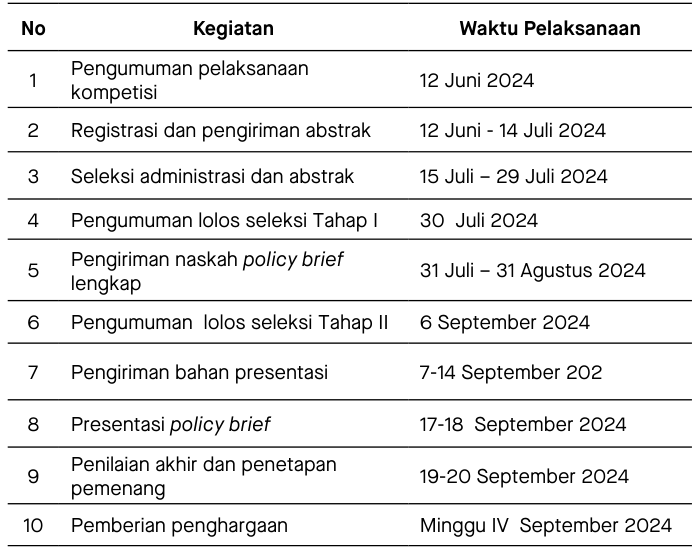 No Kegiatan Waktu Pelaksanaan
1 Pengumuman pelaksanaan kompetisi 12 Juni 2024
2 Registrasi dan pengiriman abstrak 12 Juni - 14 Juli 2024
3 Seleksi administrasi dan abstrak 15 Juli – 29 Juli 2024
4 Pengumuman lolos seleksi Tahap I 30  Juli 2024
5 Pengiriman naskah policy brief lengkap 31 Juli – 31 Agustus 2024
6 Pengumuman  lolos seleksi Tahap II 6 September 2024
7 Pengiriman bahan presentasi 7-14 September 202
8 Presentasi policy brief 17-18  September 2024
9 Penilaian akhir dan penetapan pemenang 19-20 September 2024
10 Pemberian penghargaan Minggu IV  September 2024